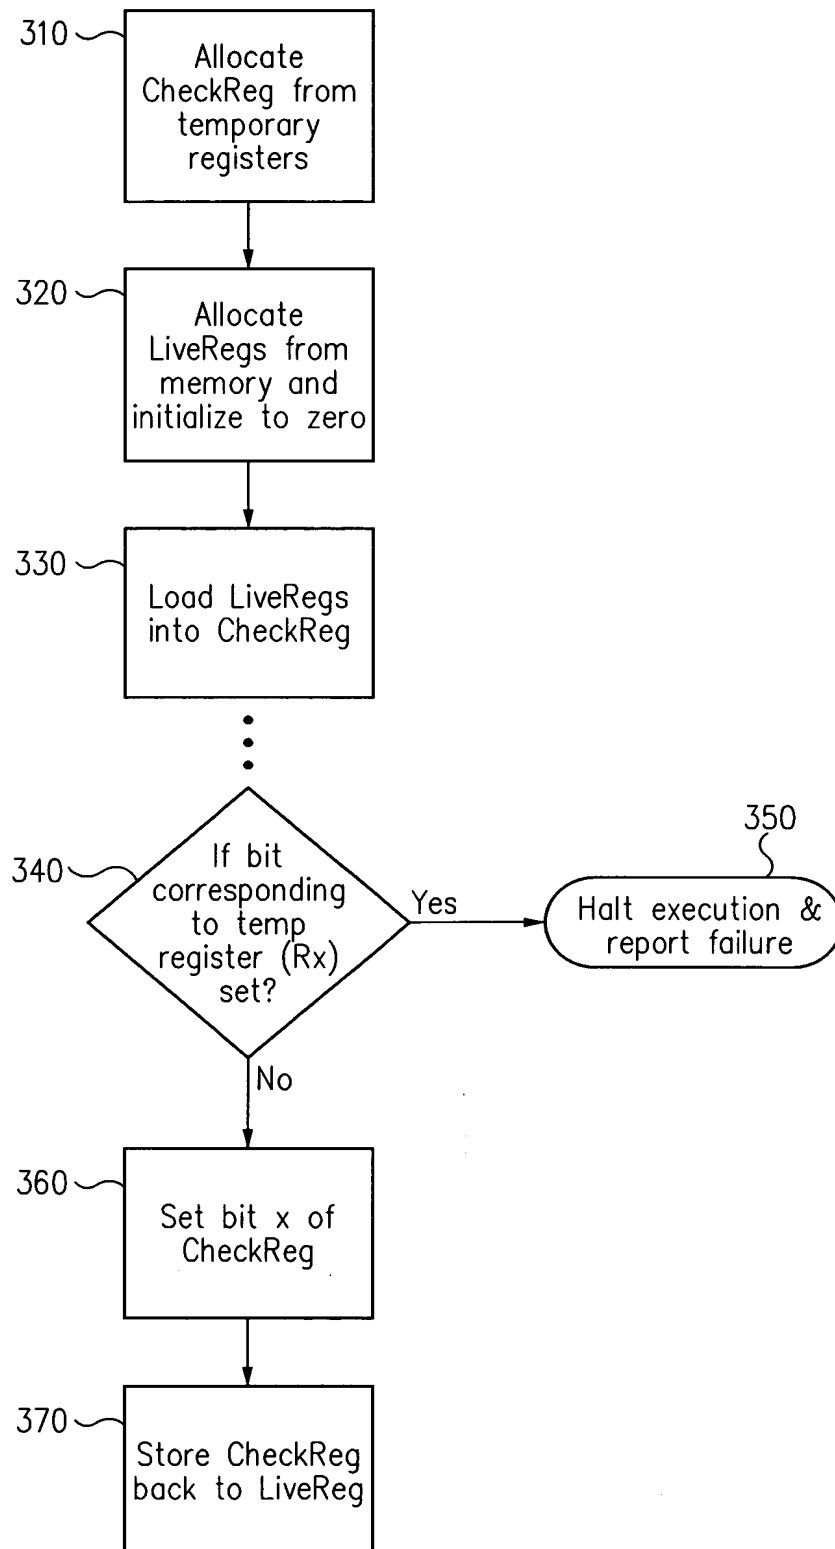 310
Allocate
CheckReg from
temporary
registers
320
Allocate
LiveRegs from
memory and
initialize to zero
330
Load LiveRegs
into CheckReg
340
If bit
corresponding
to temp
register (Rx)
set?
Yes
350
Halt execution &
report failure
No
360
Set bit x of
CheckReg
370
Store CheckReg
back to LiveReg